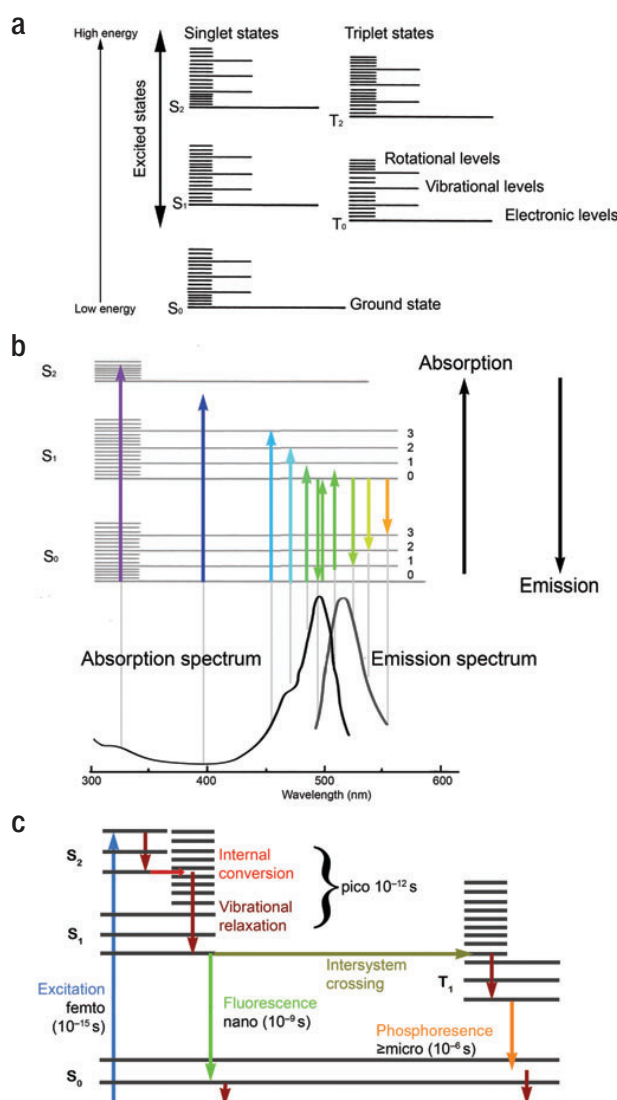 a
High energy
Singlet states
Triplet states
Excited states
S2
T2
Rotational levels
Vibrational levels
S1
Electronic levels
T0
Low energy
S0
Ground state
b
S2
Absorption
3
2
1
0
S1
3
2
1
0
S0
Emission
Absorption spectrum
Emission spectrum
300
400
500
600
Wavelength (nm)
c
S2
Internal
conversion
pico 10–12 s
Vibrational
relaxation
S1
Intersystem
crossing
T1
Excitation
femto
(10–15 s)
Fluorescence
nano (10–9 s)
Phosphoresence
≥micro (10–6 s)
S0